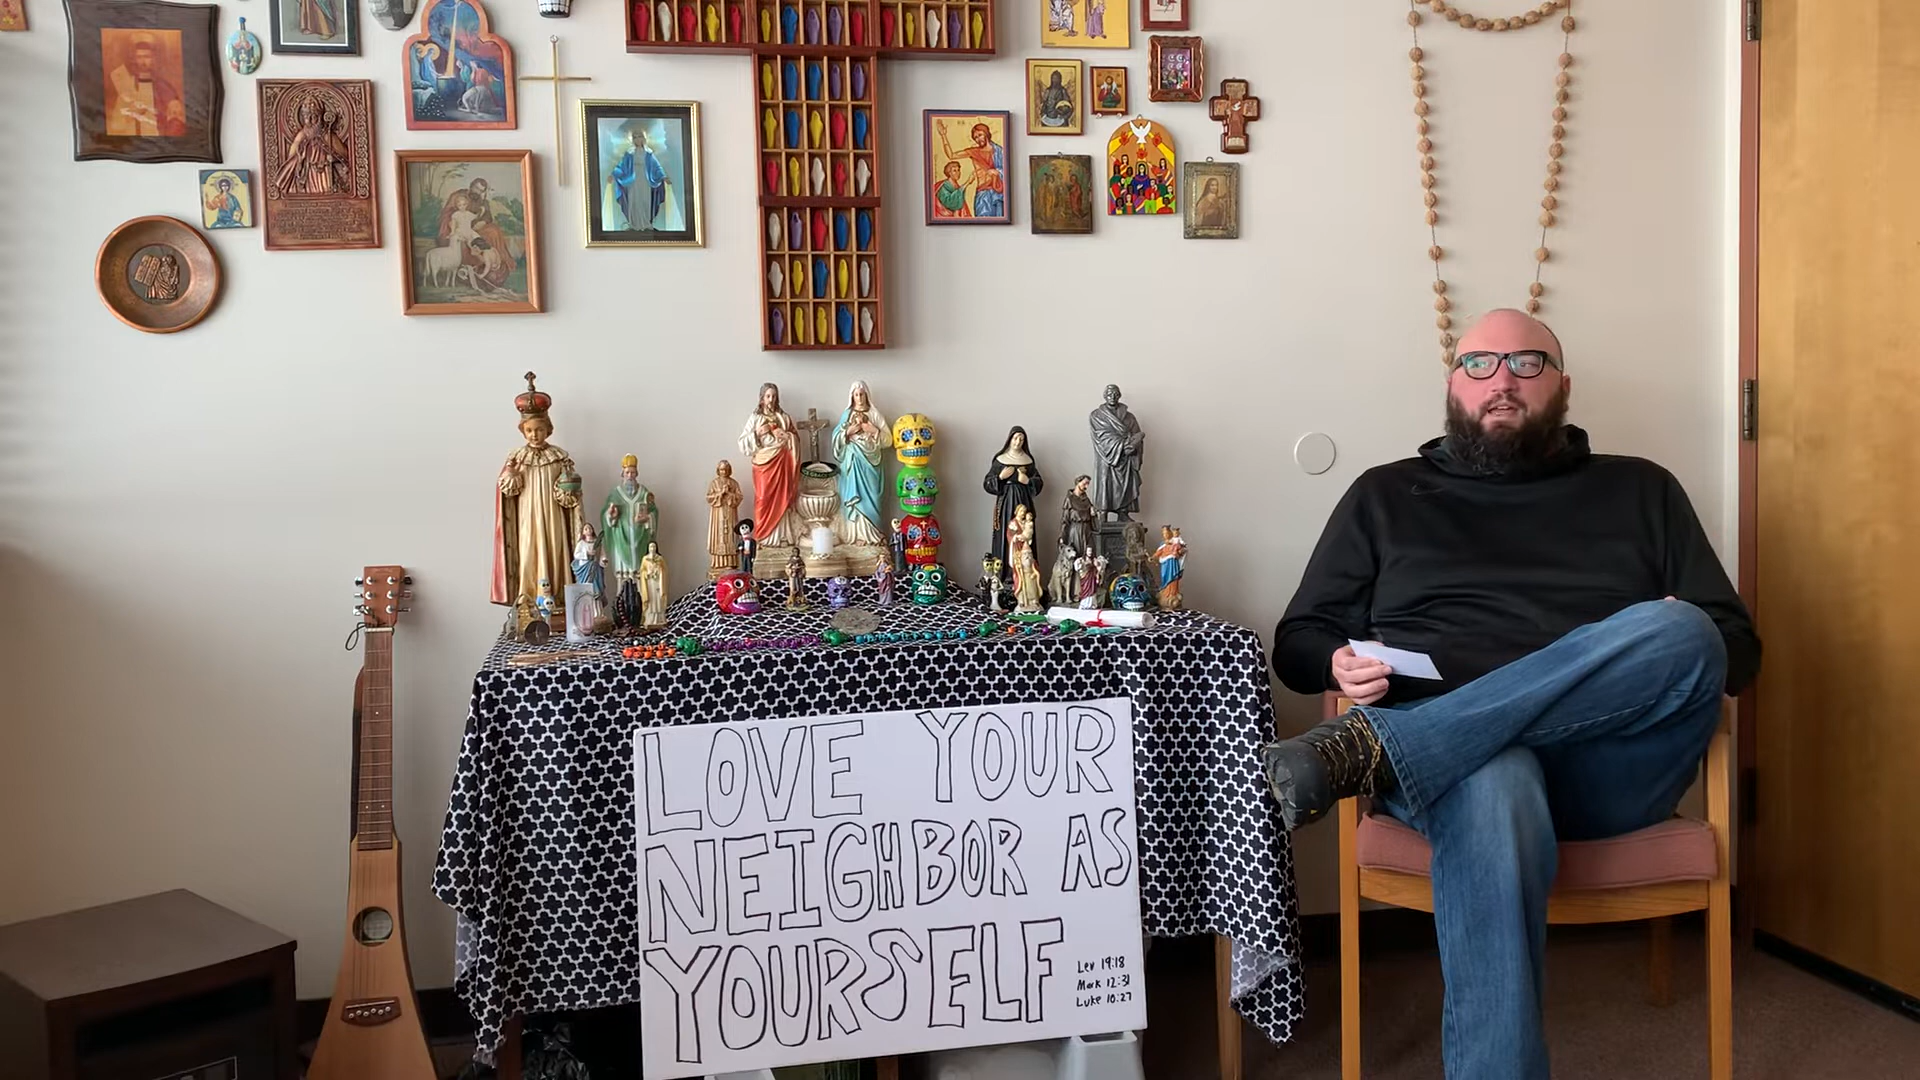 LOVE YOUR
NEIGHBOR AS
YOURSELF
Lev 19:18
Mark 12:31
Luke 10:27